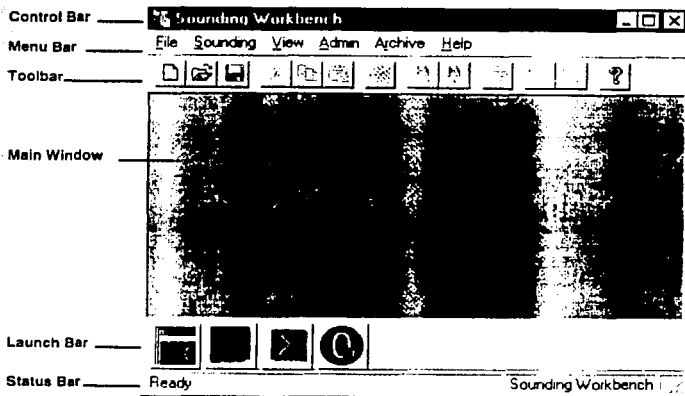 Control Bar
Sounding Workbench
Menu Bar
File Sounding View Admin Archive Help
Toolbar
?
Main Window
Launch Bar
Status Bar
Ready Sounding Workbench